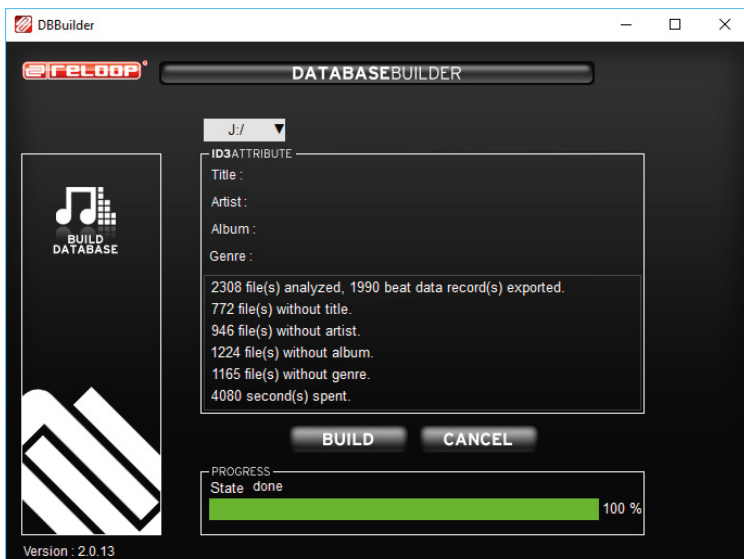 DBBuilder
reloop
DATABASEBUILDER
J:/
ID3ATTRIBUTE
Title :
Artist :
Album :
Genre :
BUILD
DATABASE
2308 file(s) analyzed, 1990 beat data record(s) exported.
772 file(s) without title.
946 file(s) without artist.
1224 file(s) without album.
1165 file(s) without genre.
4080 second(s) spent.
BUILD CANCEL
PROGRESS
State done
100 %
Version : 2.0.13